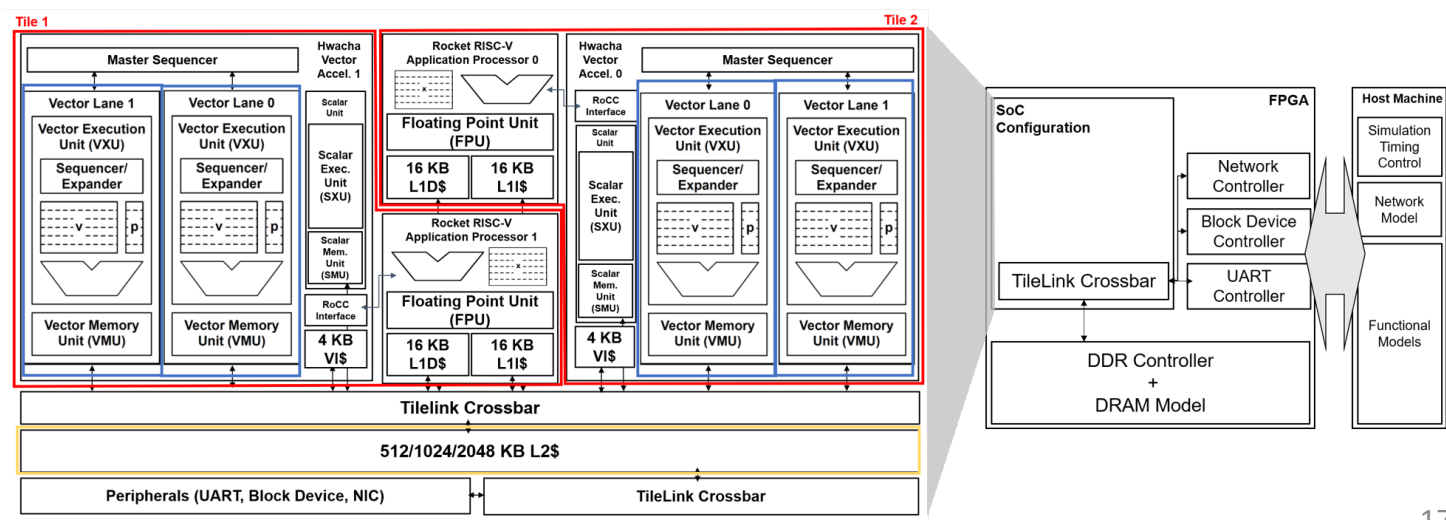 Tile 1
Tile 2
Master Sequencer
Hwacha
Vector
Accel. 1
Vector Lane 1
Vector Execution
Unit (VXU)
Sequencer/
Expander
v
p
Vector Memory
Unit (VMU)
Vector Lane 0
Vector Execution
Unit (VXU)
Sequencer/
Expander
v
p
Vector Memory
Unit (VMU)
Scalar
Unit
Scalar
Exec.
Unit
(SXU)
Scalar
Mem.
Unit
(SMU)
RoCC
Interface
4 KB
VI$
Rocket RISC-V
Application Processor 0
x
Floating Point Unit
(FPU)
16 KB
L1D$
16 KB
L1I$
Rocket RISC-V
Application Processor 1
x
Floating Point Unit
(FPU)
16 KB
L1D$
16 KB
L1I$
Hwacha
Vector
Accel. 0
RoCC
Interface
Scalar
Unit
Scalar
Exec.
Unit
(SXU)
Scalar
Mem.
Unit
(SMU)
4 KB
VI$
Master Sequencer
Vector Lane 0
Vector Execution
Unit (VXU)
Sequencer/
Expander
v
p
Vector Memory
Unit (VMU)
Vector Lane 1
Vector Execution
Unit (VXU)
Sequencer/
Expander
v
p
Vector Memory
Unit (VMU)
Tilelink Crossbar
512/1024/2048 KB L2$
Peripherals (UART, Block Device, NIC)
TileLink Crossbar
FPGA
SoC
Configuration
TileLink Crossbar
Network
Controller
Block Device
Controller
UART
Controller
DDR Controller
+
DRAM Model
Host Machine
Simulation
Timing
Control
Network
Model
Functional
Models
17